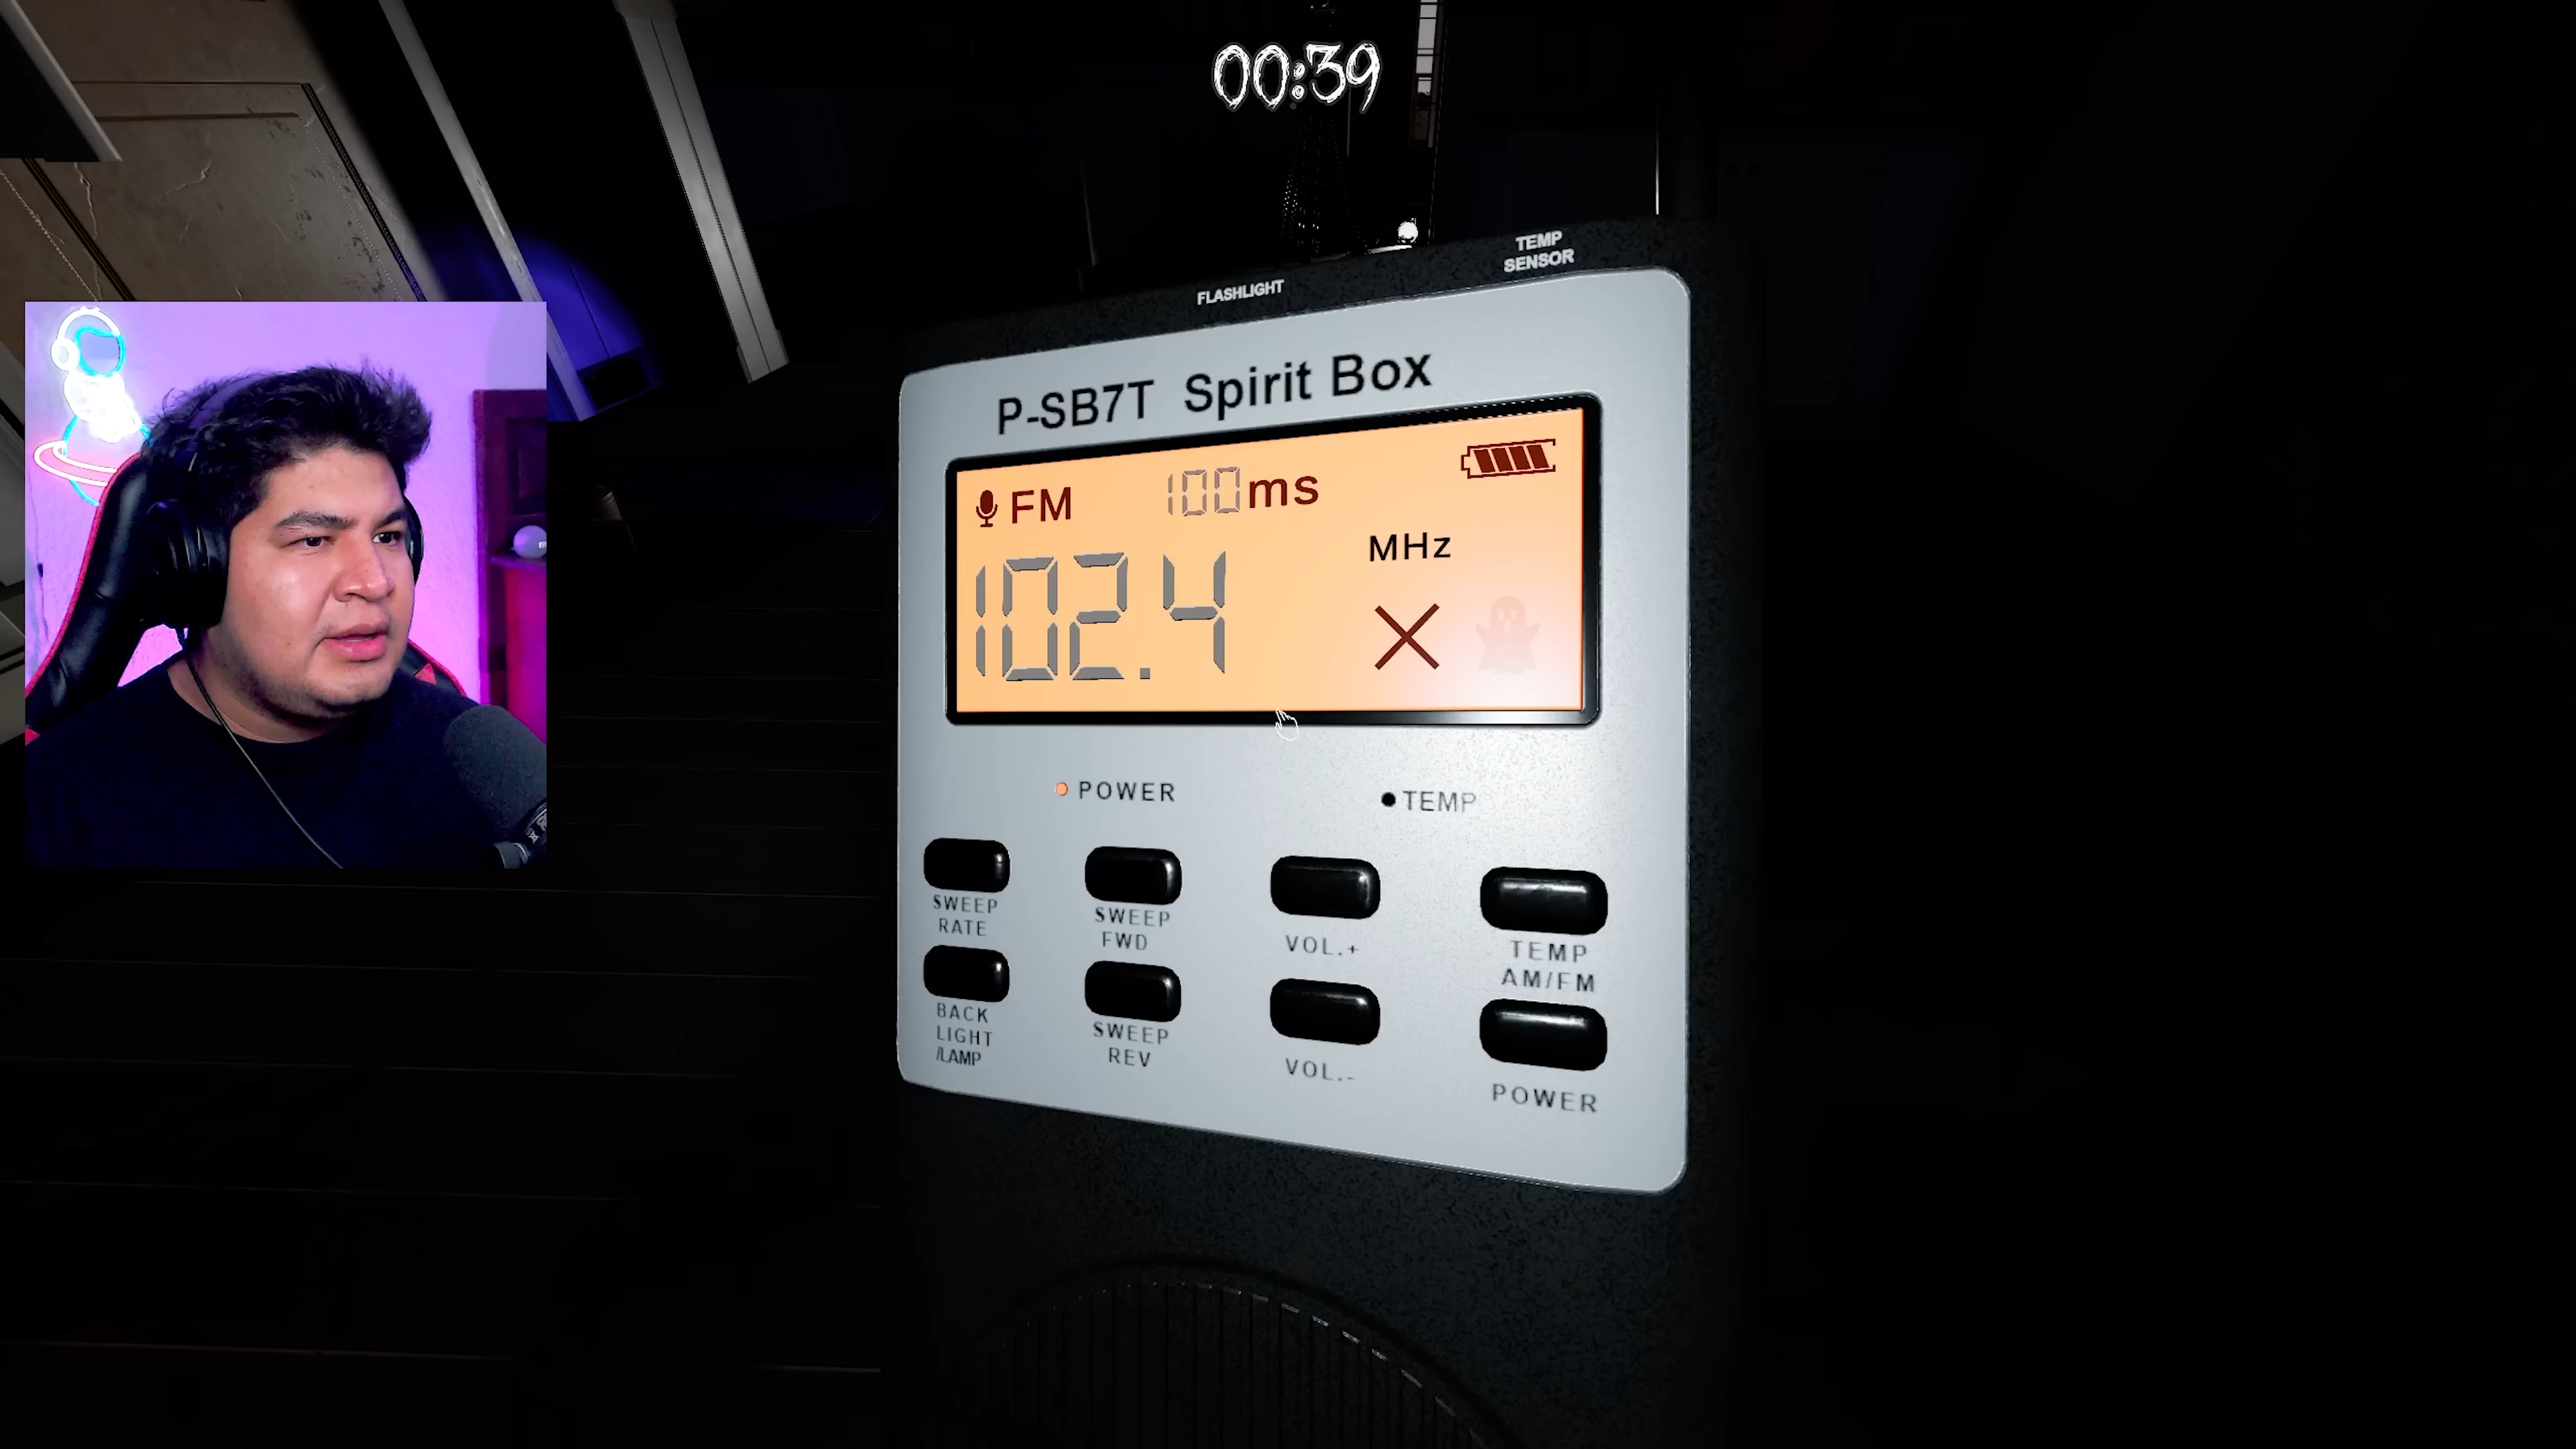 00:39
TEMP
SENSOR
FLASHLIGHT
P-SB7T Spirit Box
FM 100ms
MHz
102.4
POWER
TEMP
SWEEP
RATE
SWEEP
FWD
VOL.+
TEMP
AM/FM
BACK
LIGHT
/LAMP
SWEEP
REV
VOL.-
POWER